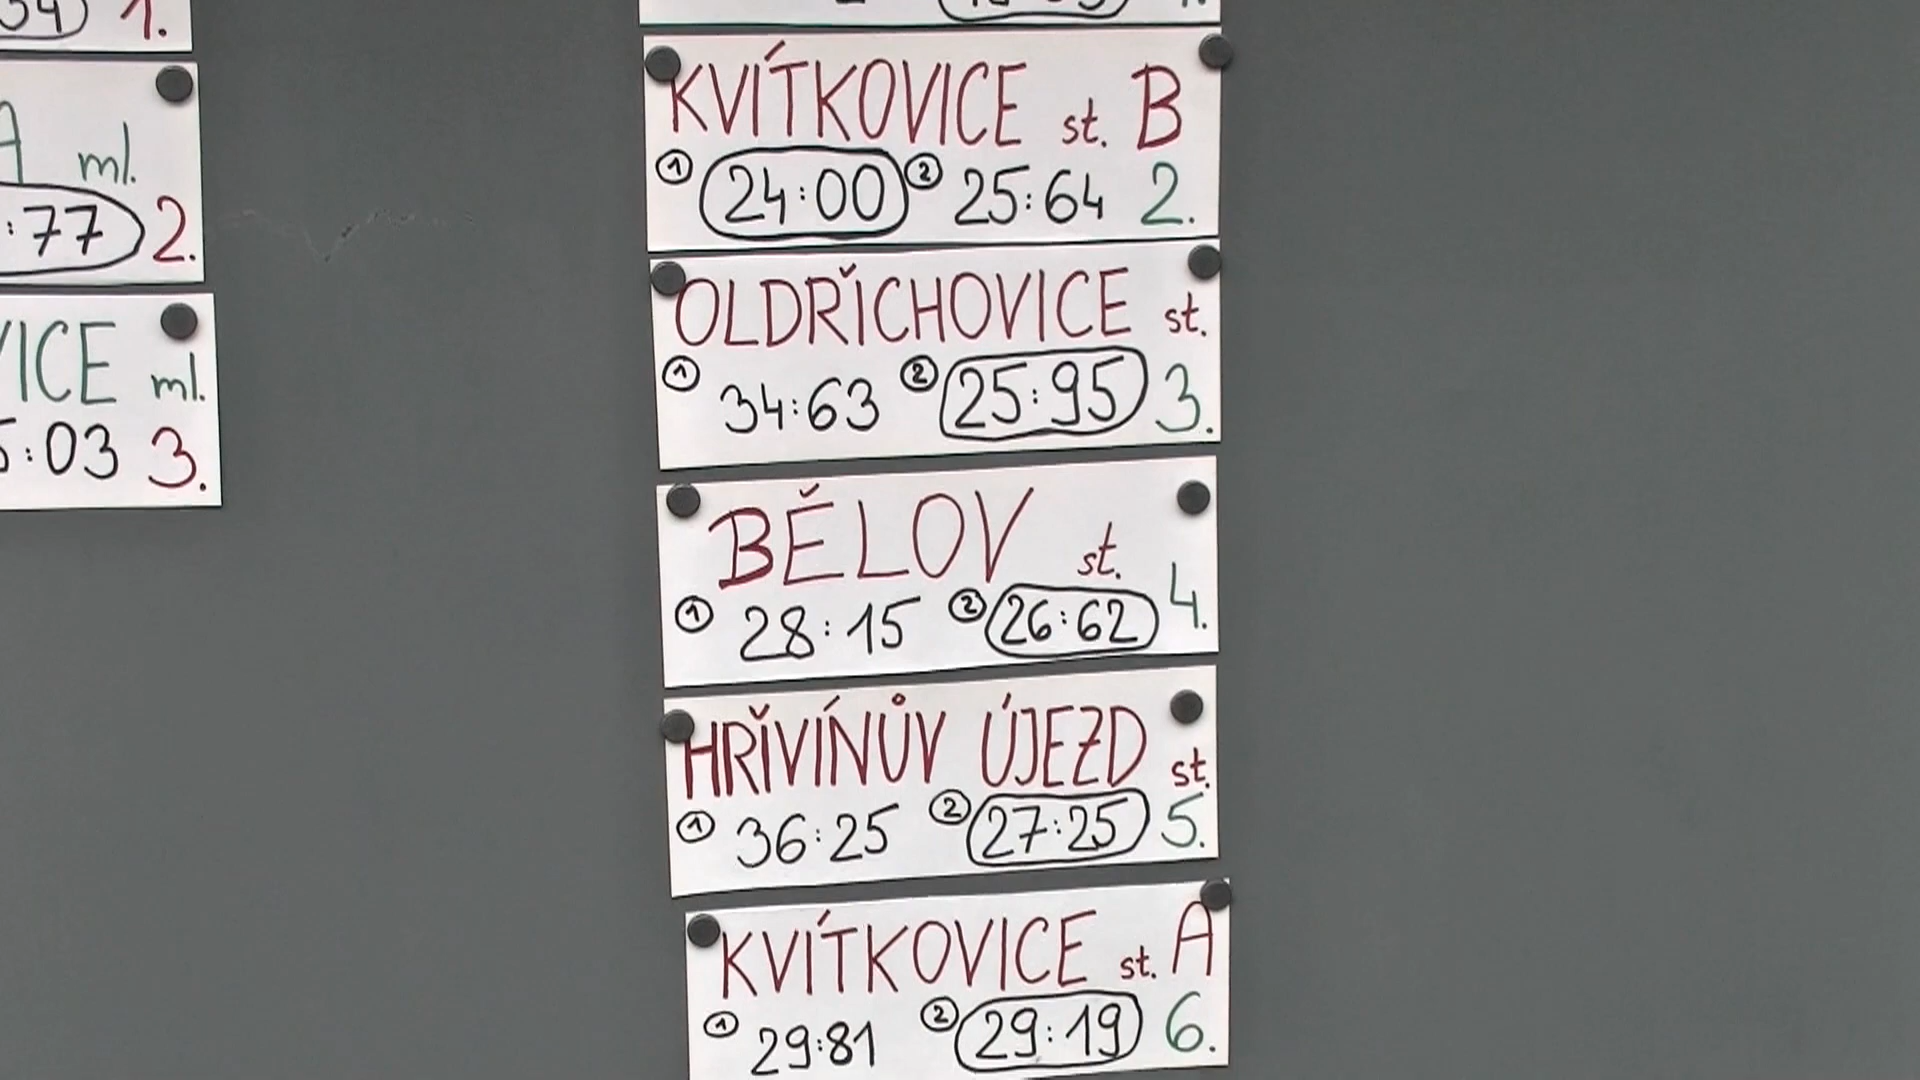 1.
ml.
:77 2.
ICE ml.
:03 3.
KVÍTKOVICE st. B
① 24:00 ② 25:64 2.
OLDŘICHOVICE st.
① 34:63 ② 25:95 3.
BĚLOV st.
① 28:15 ② 26:62 4.
HŘIVÍNŮV ÚJEZD st.
① 36:25 ② 27:25 5.
KVÍTKOVICE st. A
① 29:81 ② 29:19 6.